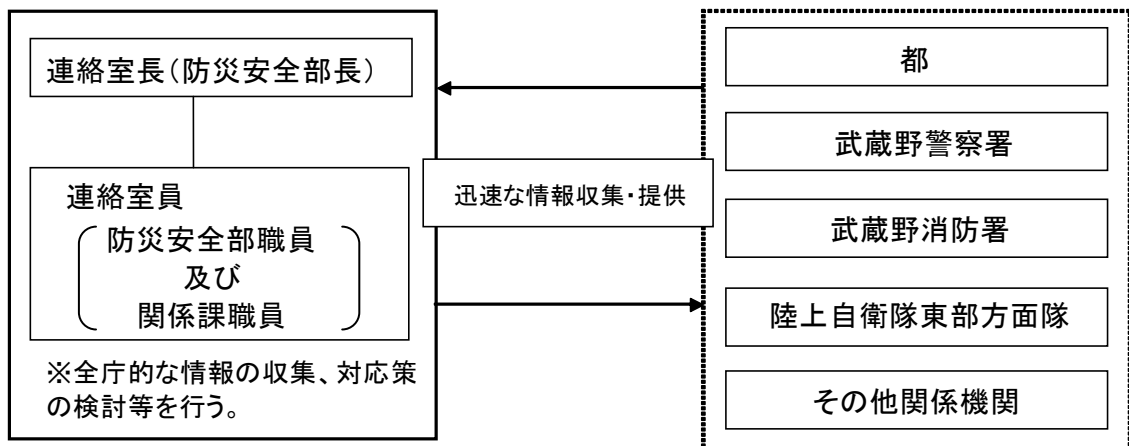 連絡室長(防災安全部長)
連絡室員
防災安全部職員
及び
関係課職員
※全庁的な情報の収集、対応策
の検討等を行う。
迅速な情報収集・提供
都
武蔵野警察署
武蔵野消防署
陸上自衛隊東部方面隊
その他関係機関